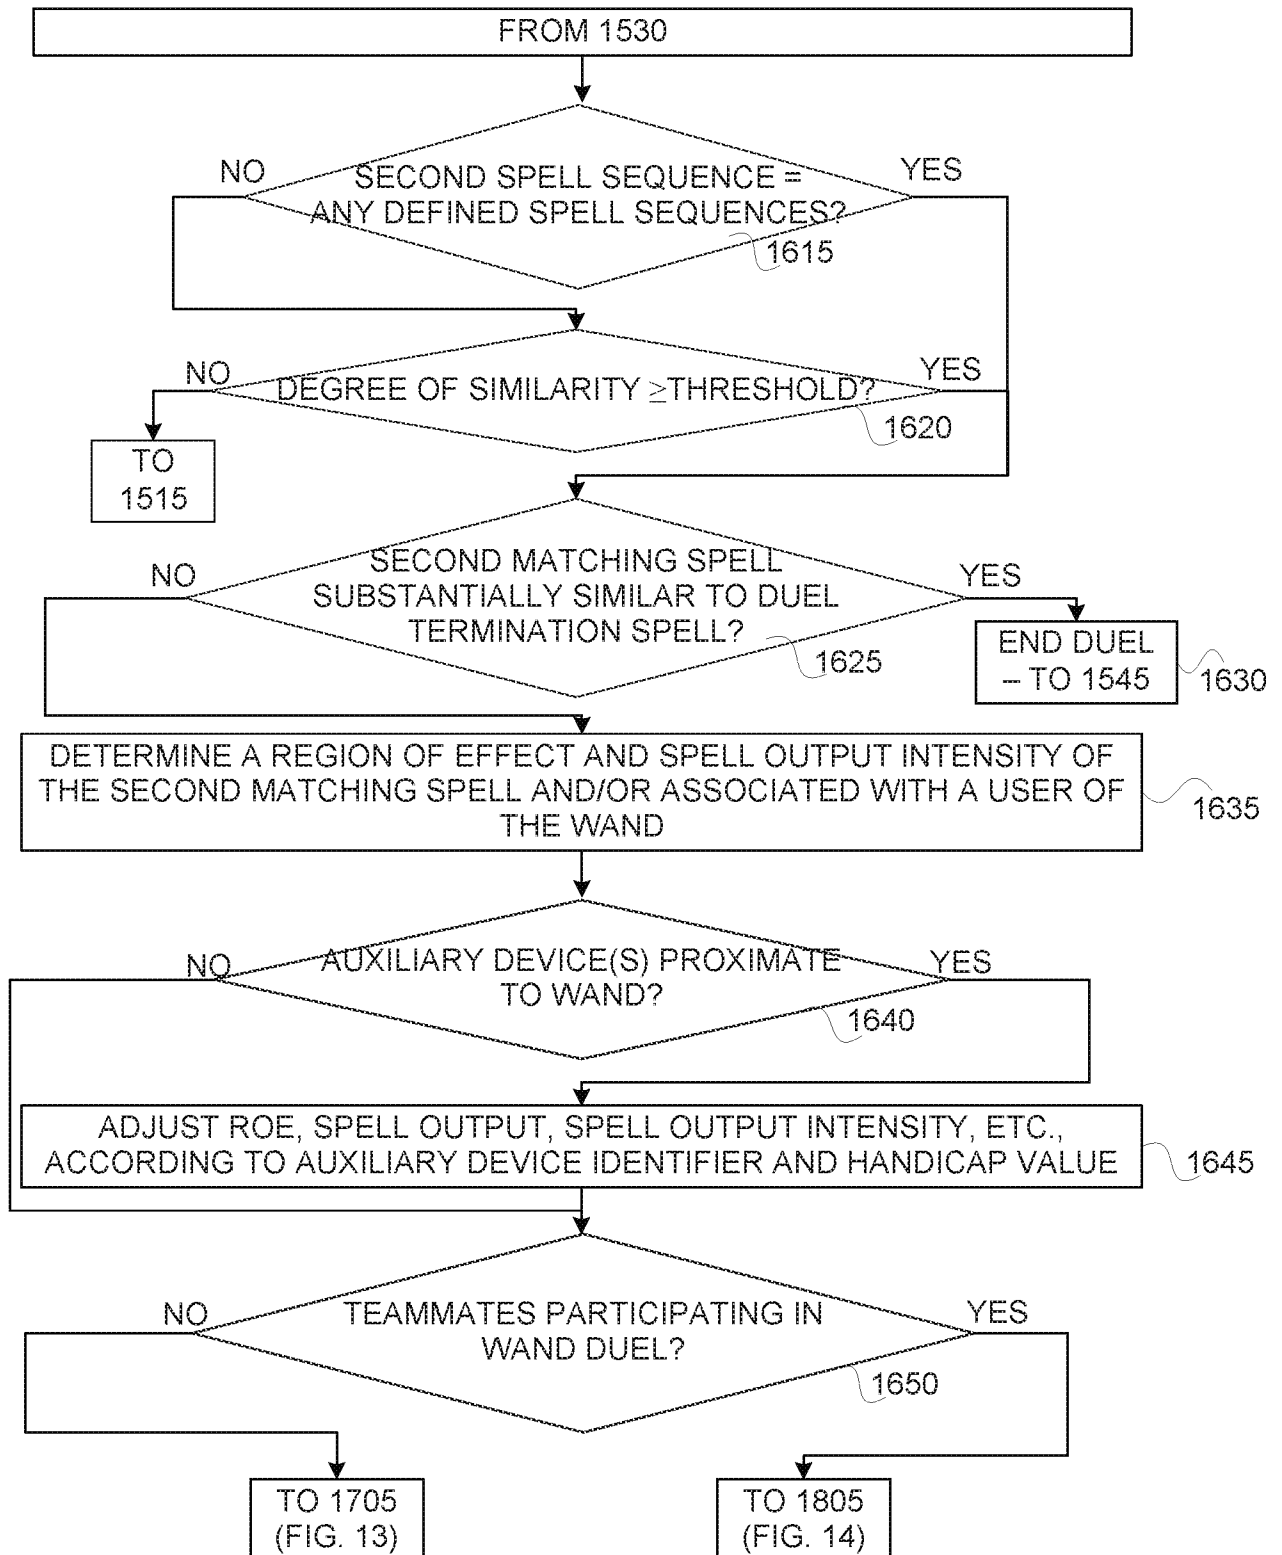 FROM 1530
NO
YES
SECOND SPELL SEQUENCE =
ANY DEFINED SPELL SEQUENCES?
1615
NO
YES
DEGREE OF SIMILARITY ≥THRESHOLD?
1620
TO
1515
SECOND MATCHING SPELL
SUBSTANTIALLY SIMILAR TO DUEL
TERMINATION SPELL?
NO
YES
1625
END DUEL
– TO 1545
1630
DETERMINE A REGION OF EFFECT AND SPELL OUTPUT INTENSITY OF
THE SECOND MATCHING SPELL AND/OR ASSOCIATED WITH A USER OF
THE WAND
1635
NO
YES
AUXILIARY DEVICE(S) PROXIMATE
TO WAND?
1640
ADJUST ROE, SPELL OUTPUT, SPELL OUTPUT INTENSITY, ETC.,
ACCORDING TO AUXILIARY DEVICE IDENTIFIER AND HANDICAP VALUE
1645
NO
YES
TEAMMATES PARTICIPATING IN
WAND DUEL?
1650
TO 1705
(FIG. 13)
TO 1805
(FIG. 14)